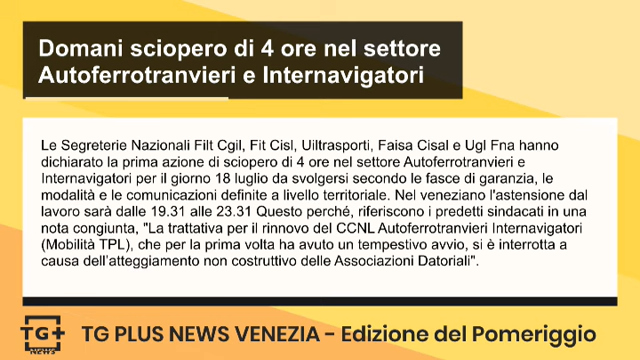 Domani sciopero di 4 ore nel settore
Autoferrotranvieri e Internavigatori
Le Segreterie Nazionali Filt Cgil, Fit Cisl, Uiltrasporti, Faisa Cisal e Ugl Fna hanno
dichiarato la prima azione di sciopero di 4 ore nel settore Autoferrotranvieri e
Internavigatori per il giorno 18 luglio da svolgersi secondo le fasce di garanzia, le
modalità e le comunicazioni definite a livello territoriale. Nel veneziano l'astensione dal
lavoro sarà dalle 19.31 alle 23.31 Questo perché, riferiscono i predetti sindacati in una
nota congiunta, "La trattativa per il rinnovo del CCNL Autoferrotranvieri Internavigatori
(Mobilità TPL), che per la prima volta ha avuto un tempestivo avvio, si è interrotta a
causa dell'atteggiamento non costruttivo delle Associazioni Datoriali".
TG+
NEWS
TG PLUS NEWS VENEZIA - Edizione del Pomeriggio